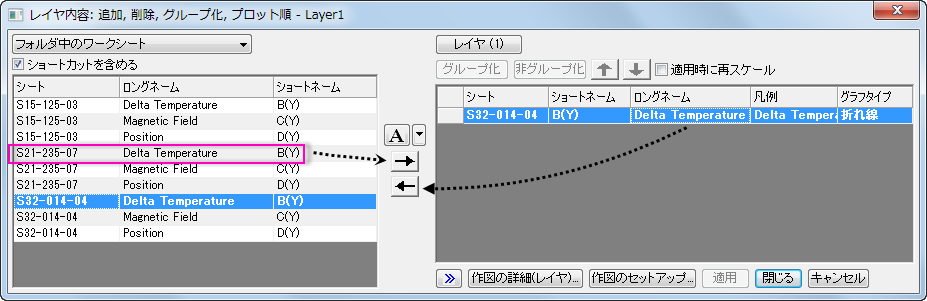 レイヤ内容: 追加, 削除, グループ化, プロット順 - Layer1
フォルダ中のワークシート
ショートカットを含める
シート ロングネーム ショートネーム
S15-125-03 Delta Temperature B(Y)
S15-125-03 Magnetic Field C(Y)
S15-125-03 Position D(Y)
S21-235-07 Delta Temperature B(Y)
S21-235-07 Magnetic Field C(Y)
S21-235-07 Position D(Y)
S32-014-04 Delta Temperature B(Y)
S32-014-04 Magnetic Field C(Y)
S32-014-04 Position D(Y)
A
レイヤ(1)
グループ化 非グループ化 適用時に再スケール
シート ショートネーム ロングネーム 凡例 グラフタイプ
S32-014-04 B(Y) Delta Temperature Delta Tempera 折れ線
作図の詳細(レイヤ)... 作図のセットアップ... 適用 閉じる キャンセル